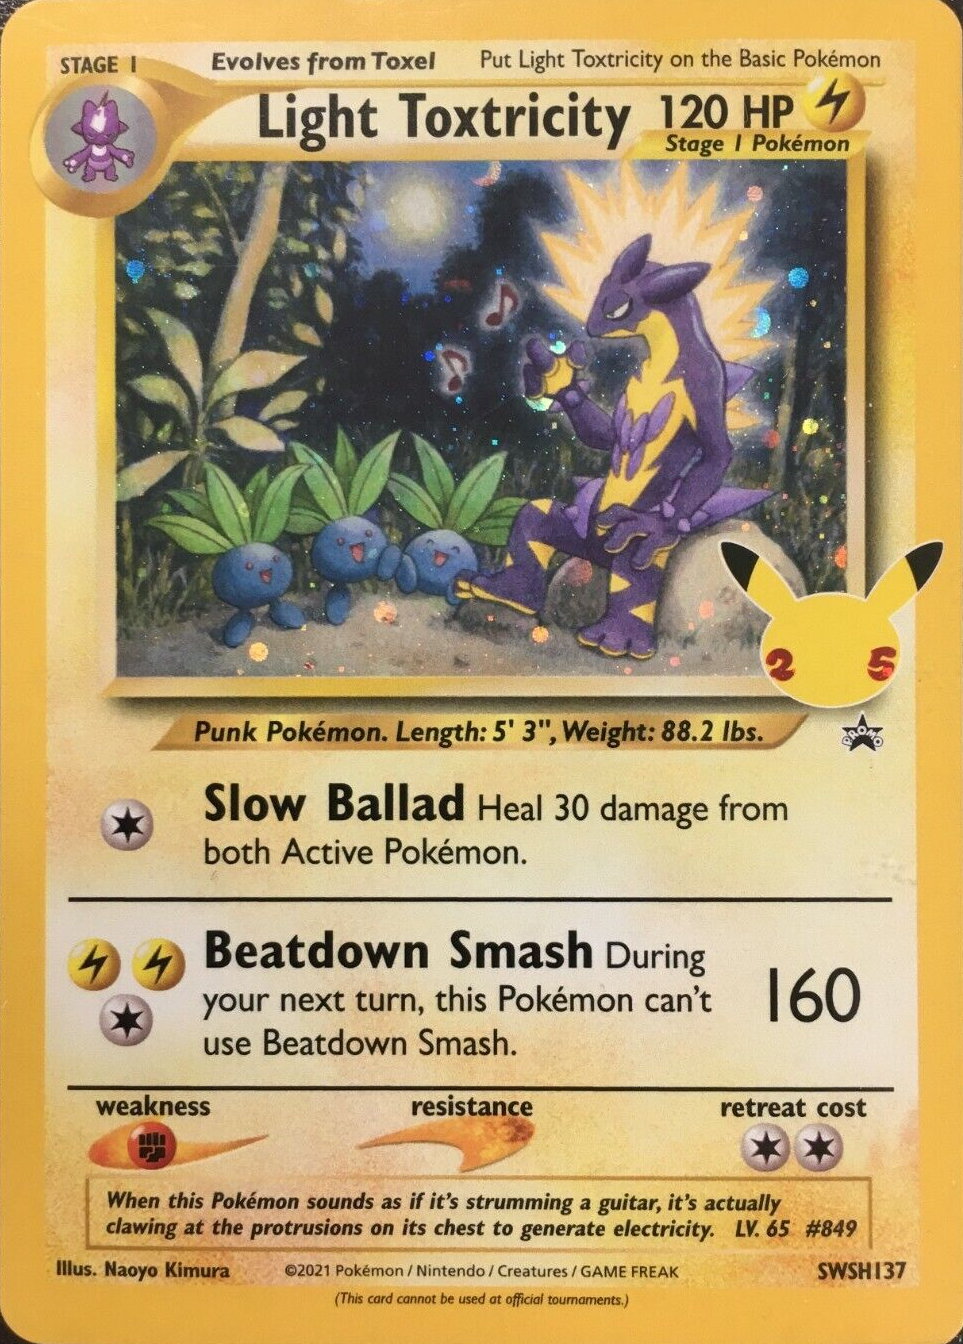 STAGE 1
Evolves from Toxel
Put Light Toxtricity on the Basic Pokémon
Light Toxtricity 120 HP
Stage 1 Pokémon
25
PROMO
Punk Pokémon. Length: 5' 3", Weight: 88.2 lbs.
Slow Ballad Heal 30 damage from
both Active Pokémon.
Beatdown Smash During
your next turn, this Pokémon can't
use Beatdown Smash.
160
weakness
resistance
retreat cost
When this Pokémon sounds as if it's strumming a guitar, it's actually
clawing at the protrusions on its chest to generate electricity. LV. 65 #849
Illus. Naoyo Kimura
©2021 Pokémon / Nintendo / Creatures / GAME FREAK
SWSH137
(This card cannot be used at official tournaments.)